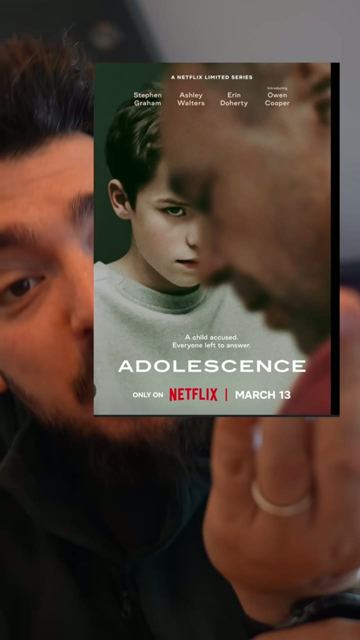 A NETFLIX LIMITED SERIES
Stephen Graham
Ashley Walters
Erin Doherty
Introducing Owen Cooper
A child accused.
Everyone left to answer.
ADOLESCENCE
ONLY ON NETFLIX | MARCH 13